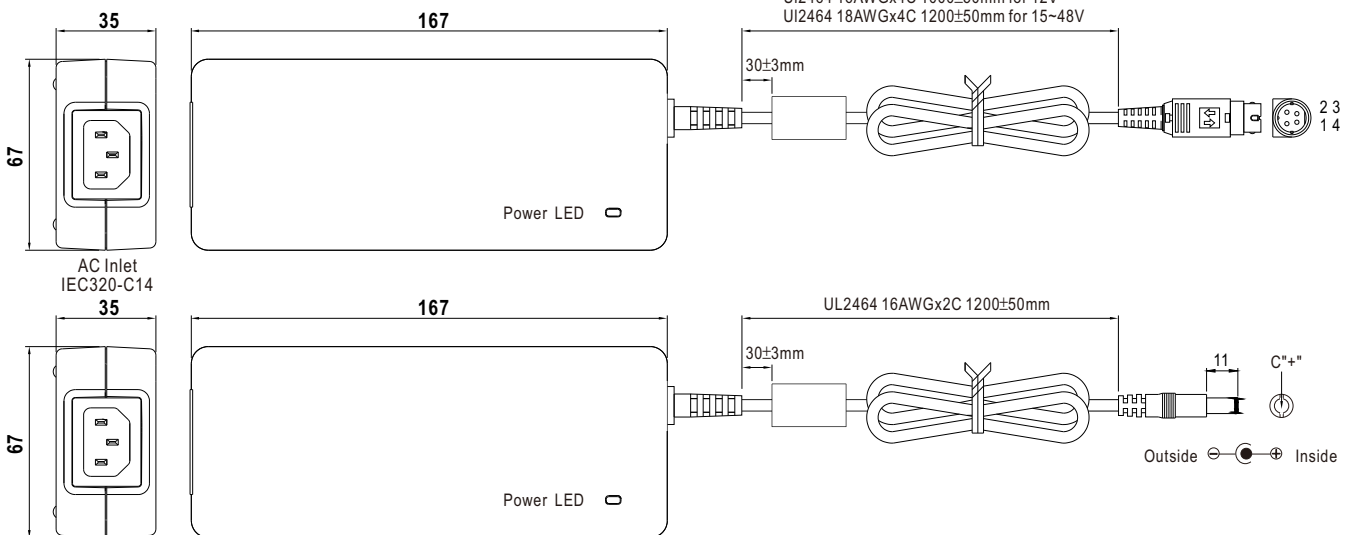 Ul2464 18AWGx4C 1200±50mm for 15~48V
35
167
30±3mm
2 3
1 4
67
Power LED
AC Inlet
IEC320-C14
35
167
UL2464 16AWGx2C 1200±50mm
30±3mm
11
C"+"
67
Outside
Inside
Power LED